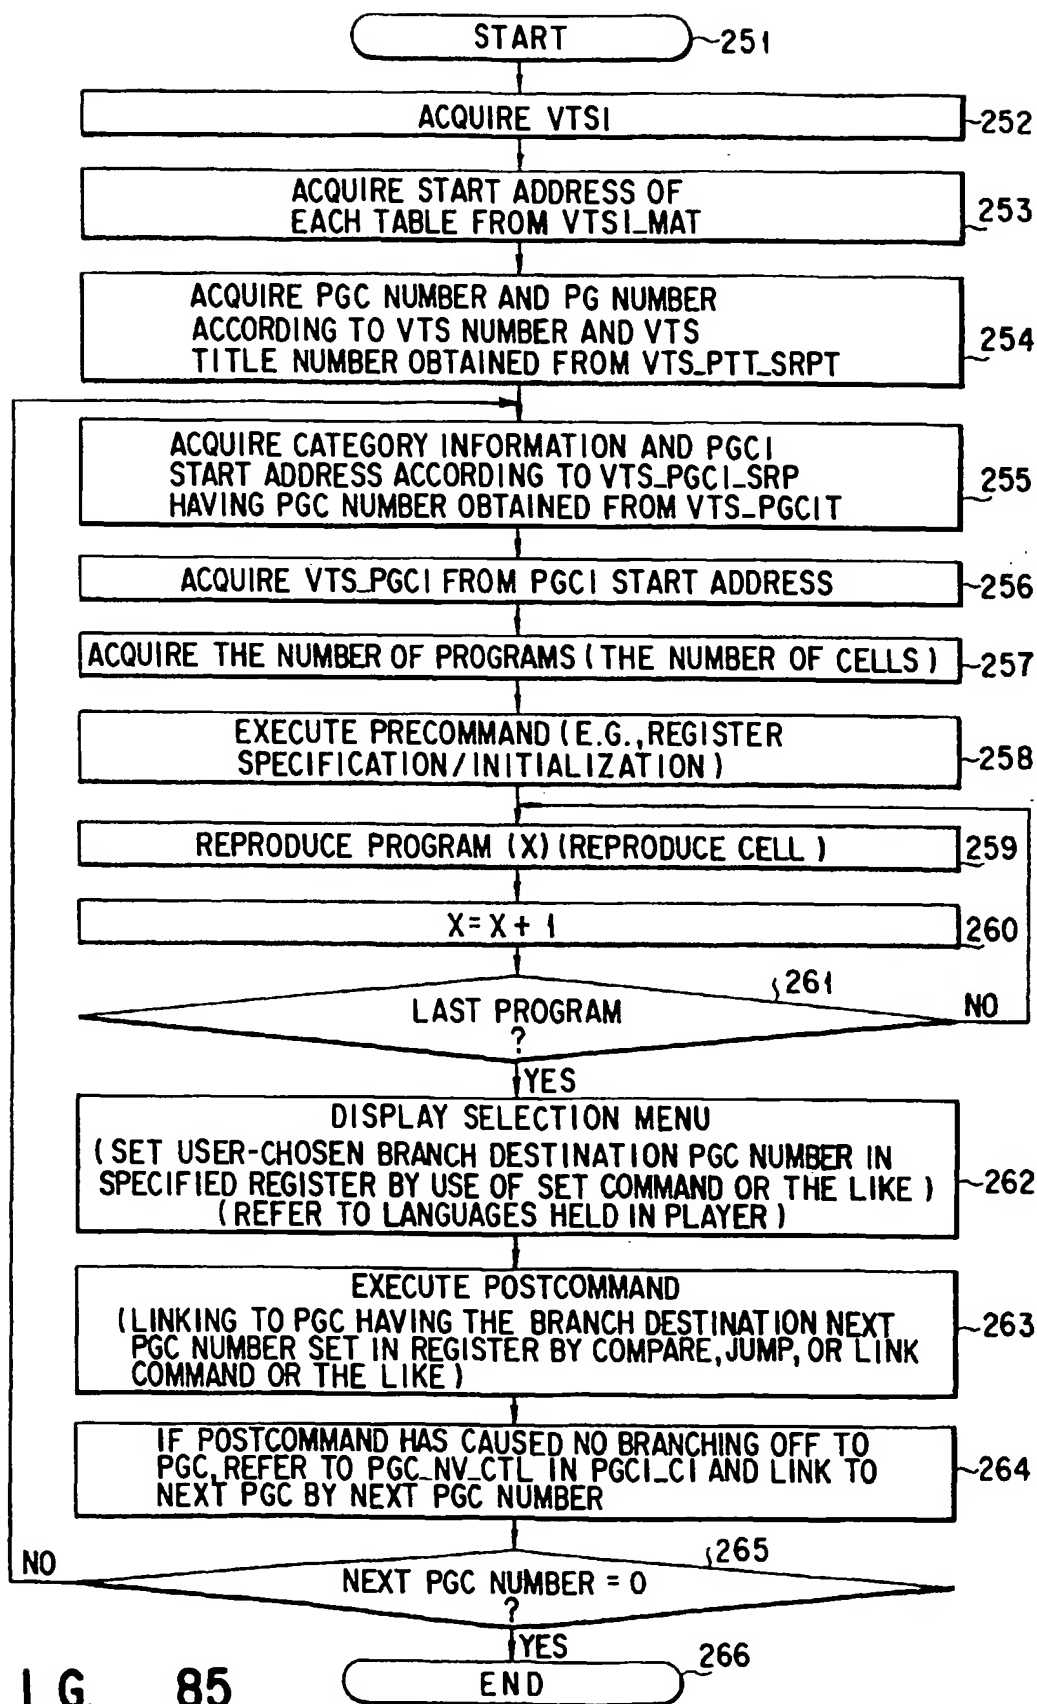 START
251
ACQUIRE VTSI
252
ACQUIRE START ADDRESS OF
EACH TABLE FROM VTSI_MAT
253
ACQUIRE PGC NUMBER AND PG NUMBER
ACCORDING TO VTS NUMBER AND VTS
TITLE NUMBER OBTAINED FROM VTS_PTT_SRPT
254
ACQUIRE CATEGORY INFORMATION AND PGCI
START ADDRESS ACCORDING TO VTS_PGCI_SRP
HAVING PGC NUMBER OBTAINED FROM VTS_PGCIT
255
ACQUIRE VTS_PGCI FROM PGCI START ADDRESS
256
ACQUIRE THE NUMBER OF PROGRAMS (THE NUMBER OF CELLS)
257
EXECUTE PRECOMMAND (E.G., REGISTER
SPECIFICATION/INITIALIZATION)
258
REPRODUCE PROGRAM (X) (REPRODUCE CELL)
259
X = X + 1
260
261
LAST PROGRAM
?
NO
YES
DISPLAY SELECTION MENU
(SET USER-CHOSEN BRANCH DESTINATION PGC NUMBER IN
SPECIFIED REGISTER BY USE OF SET COMMAND OR THE LIKE)
(REFER TO LANGUAGES HELD IN PLAYER)
262
EXECUTE POSTCOMMAND
(LINKING TO PGC HAVING THE BRANCH DESTINATION NEXT
PGC NUMBER SET IN REGISTER BY COMPARE, JUMP, OR LINK
COMMAND OR THE LIKE)
263
IF POSTCOMMAND HAS CAUSED NO BRANCHING OFF TO
PGC, REFER TO PGC_NV_CTL IN PGCI_CI AND LINK TO
NEXT PGC BY NEXT PGC NUMBER
264
265
NO
NEXT PGC NUMBER = 0
?
YES
266
END
I G. 85